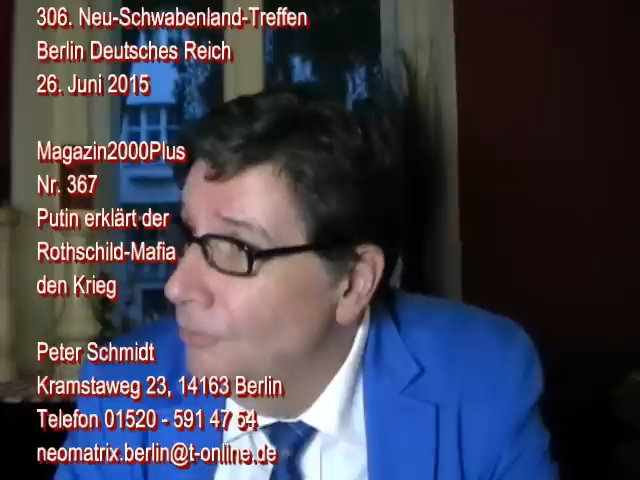 306. Neu-Schwabenland-Treffen
Berlin Deutsches Reich
26. Juni 2015
Magazin2000Plus
Nr. 367
Putin erklärt der
Rothschild-Mafia
den Krieg
Peter Schmidt
Kramstaweg 23, 14163 Berlin
Telefon 01520 - 591 47 54
neomatrix.berlin@t-online.de